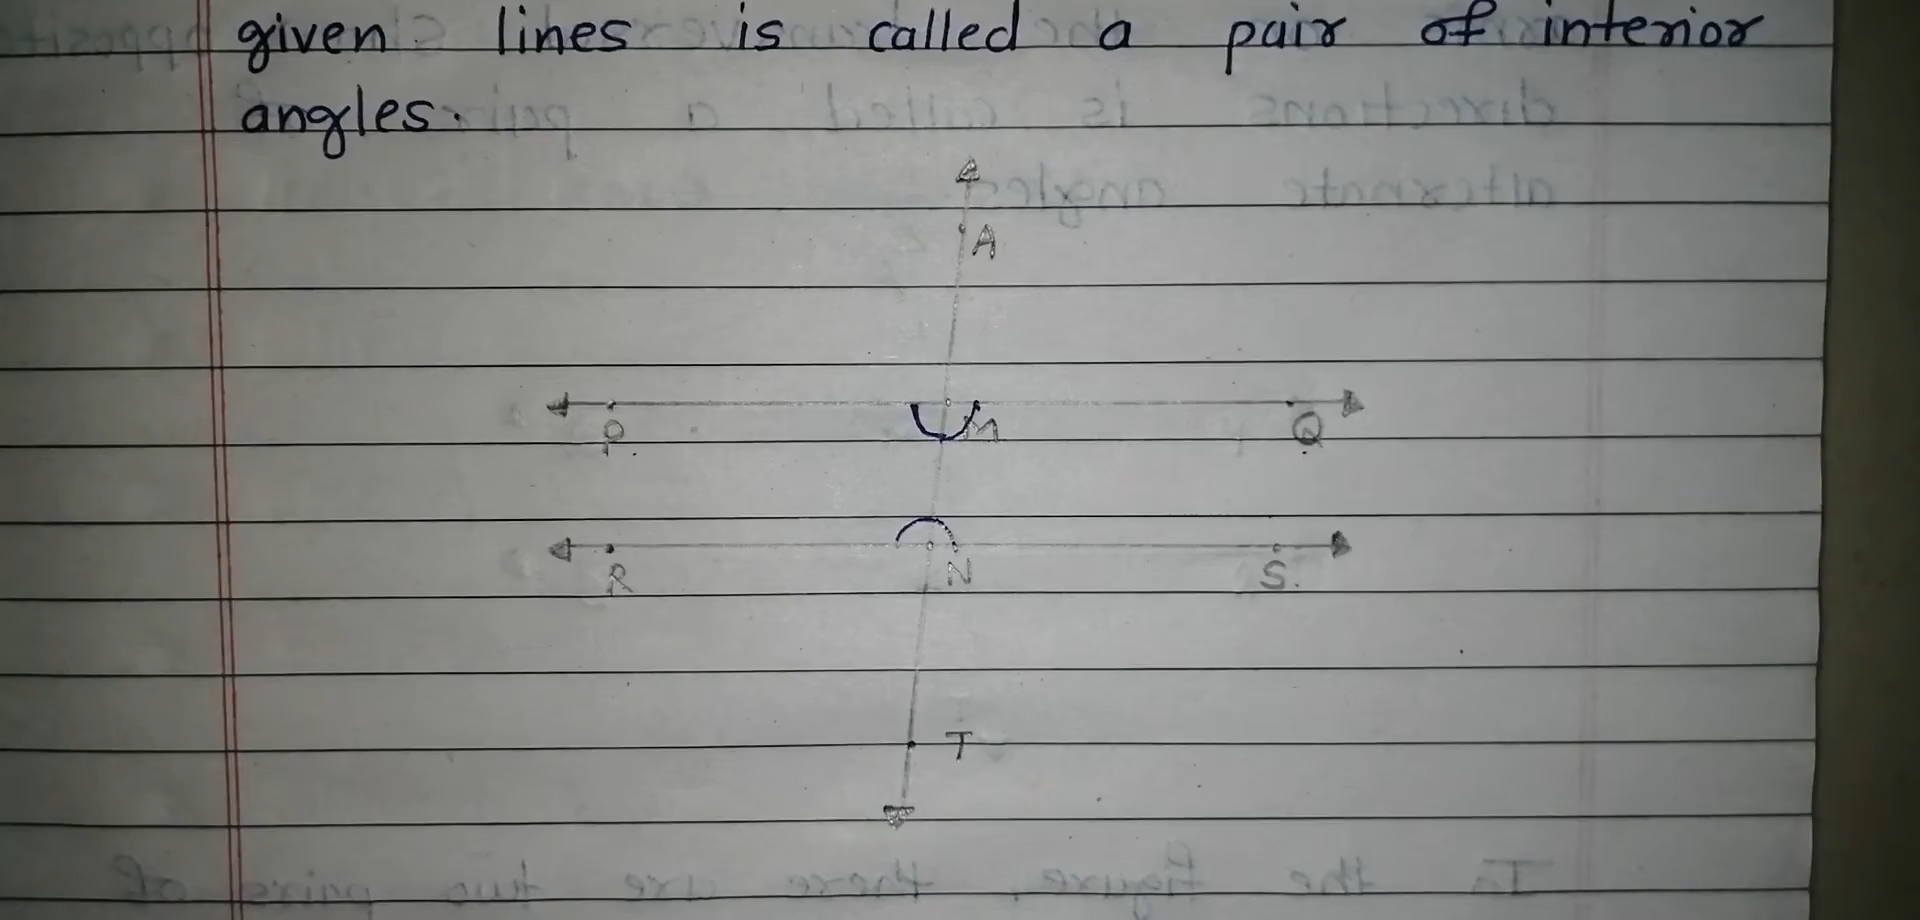 given lines is called a pair of interior
angles.
A
P M Q
R N S.
T